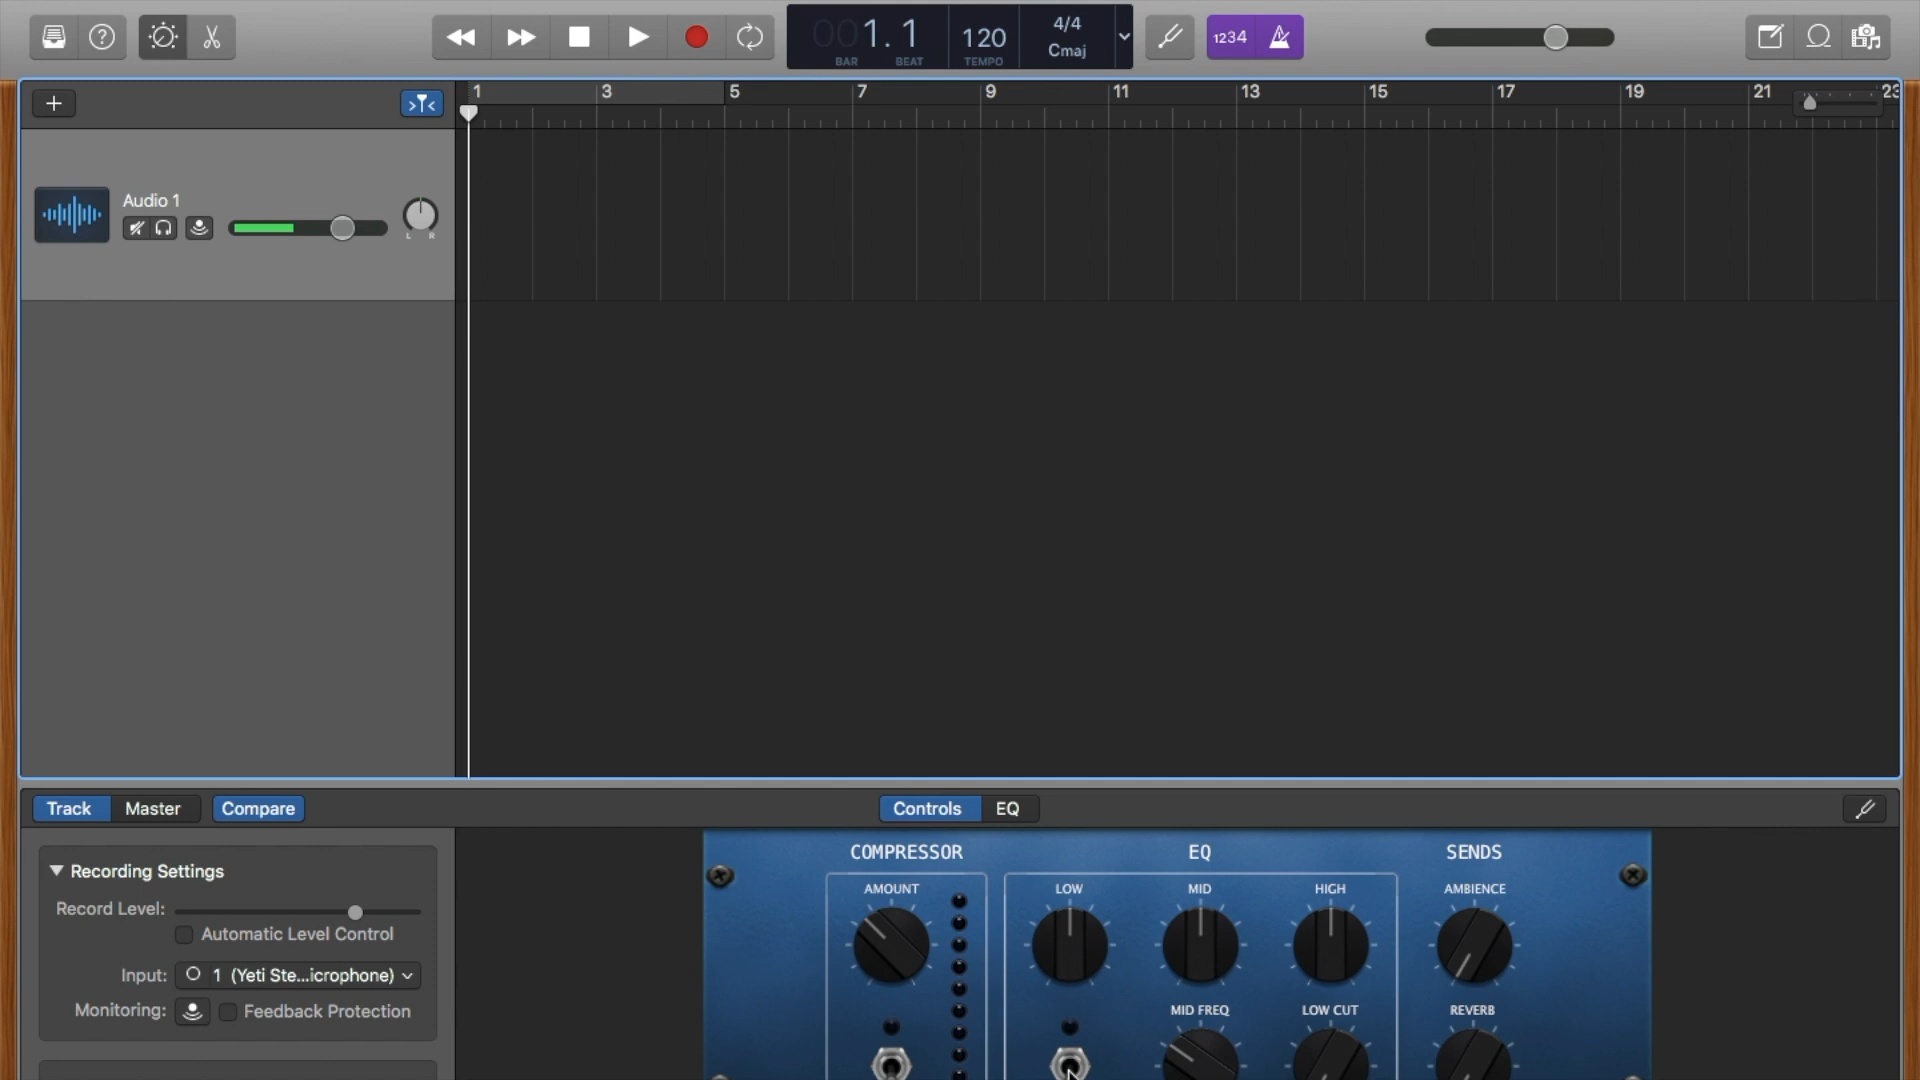 001.1
BAR BEAT
120
TEMPO
4/4
Cmaj
1234
1 3 5 7 9 11 13 15 17 19 21 23
Audio 1
L R
Track Master Compare
Controls EQ
Recording Settings
Record Level:
Automatic Level Control
Input: 1 (Yeti Ste...icrophone)
Monitoring: Feedback Protection
COMPRESSOR EQ SENDS
AMOUNT LOW MID HIGH AMBIENCE
MID FREQ LOW CUT REVERB